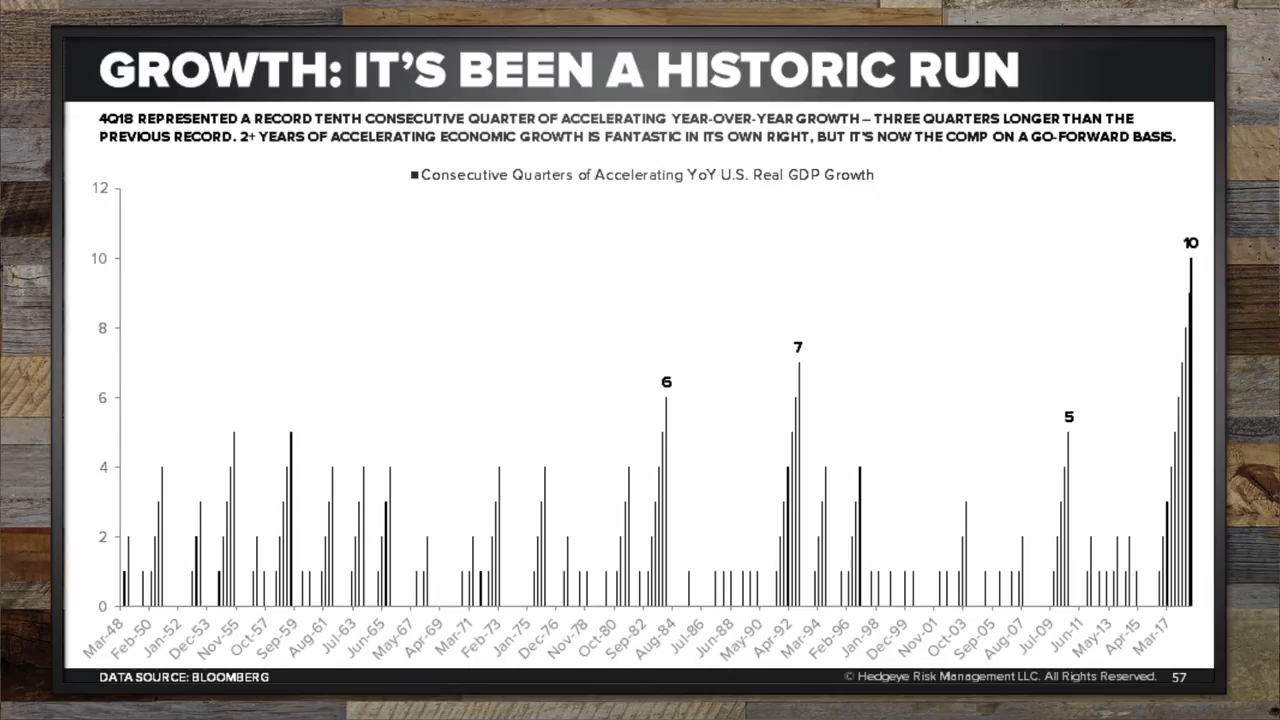 GROWTH: IT'S BEEN A HISTORIC RUN
4Q18 REPRESENTED A RECORD TENTH CONSECUTIVE QUARTER OF ACCELERATING YEAR-OVER-YEAR GROWTH – THREE QUARTERS LONGER THAN THE
PREVIOUS RECORD. 2+ YEARS OF ACCELERATING ECONOMIC GROWTH IS FANTASTIC IN ITS OWN RIGHT, BUT IT'S NOW THE COMP ON A GO-FORWARD BASIS.
Consecutive Quarters of Accelerating YoY U.S. Real GDP Growth
12
10
8
6
4
2
0
6
7
5
10
Mar-48 Feb-50 Jan-52 Dec-53 Nov-55 Oct-57 Sep-59 Aug-61 Jul-63 Jun-65 May-67 Apr-69 Mar-71 Feb-73 Jan-75 Dec-76 Nov-78 Oct-80 Sep-82 Aug-84 Jul-86 Jun-88 May-90 Apr-92 Mar-94 Feb-96 Jan-98 Dec-99 Nov-01 Oct-03 Sep-05 Aug-07 Jul-09 Jun-11 May-13 Apr-15 Mar-17
DATA SOURCE: BLOOMBERG
© Hedgeye Risk Management LLC. All Rights Reserved. 57